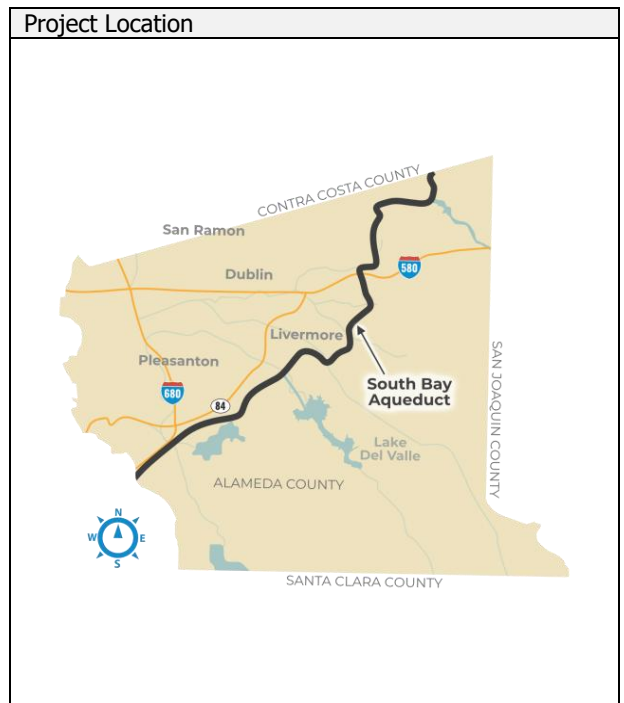 Project Location
CONTRA COSTA COUNTY
San Ramon
Dublin
580
Livermore
Pleasanton
680
South Bay
Aqueduct
84
SAN JOAQUIN COUNTY
Lake
Del Valle
ALAMEDA COUNTY
N
W
E
S
SANTA CLARA COUNTY